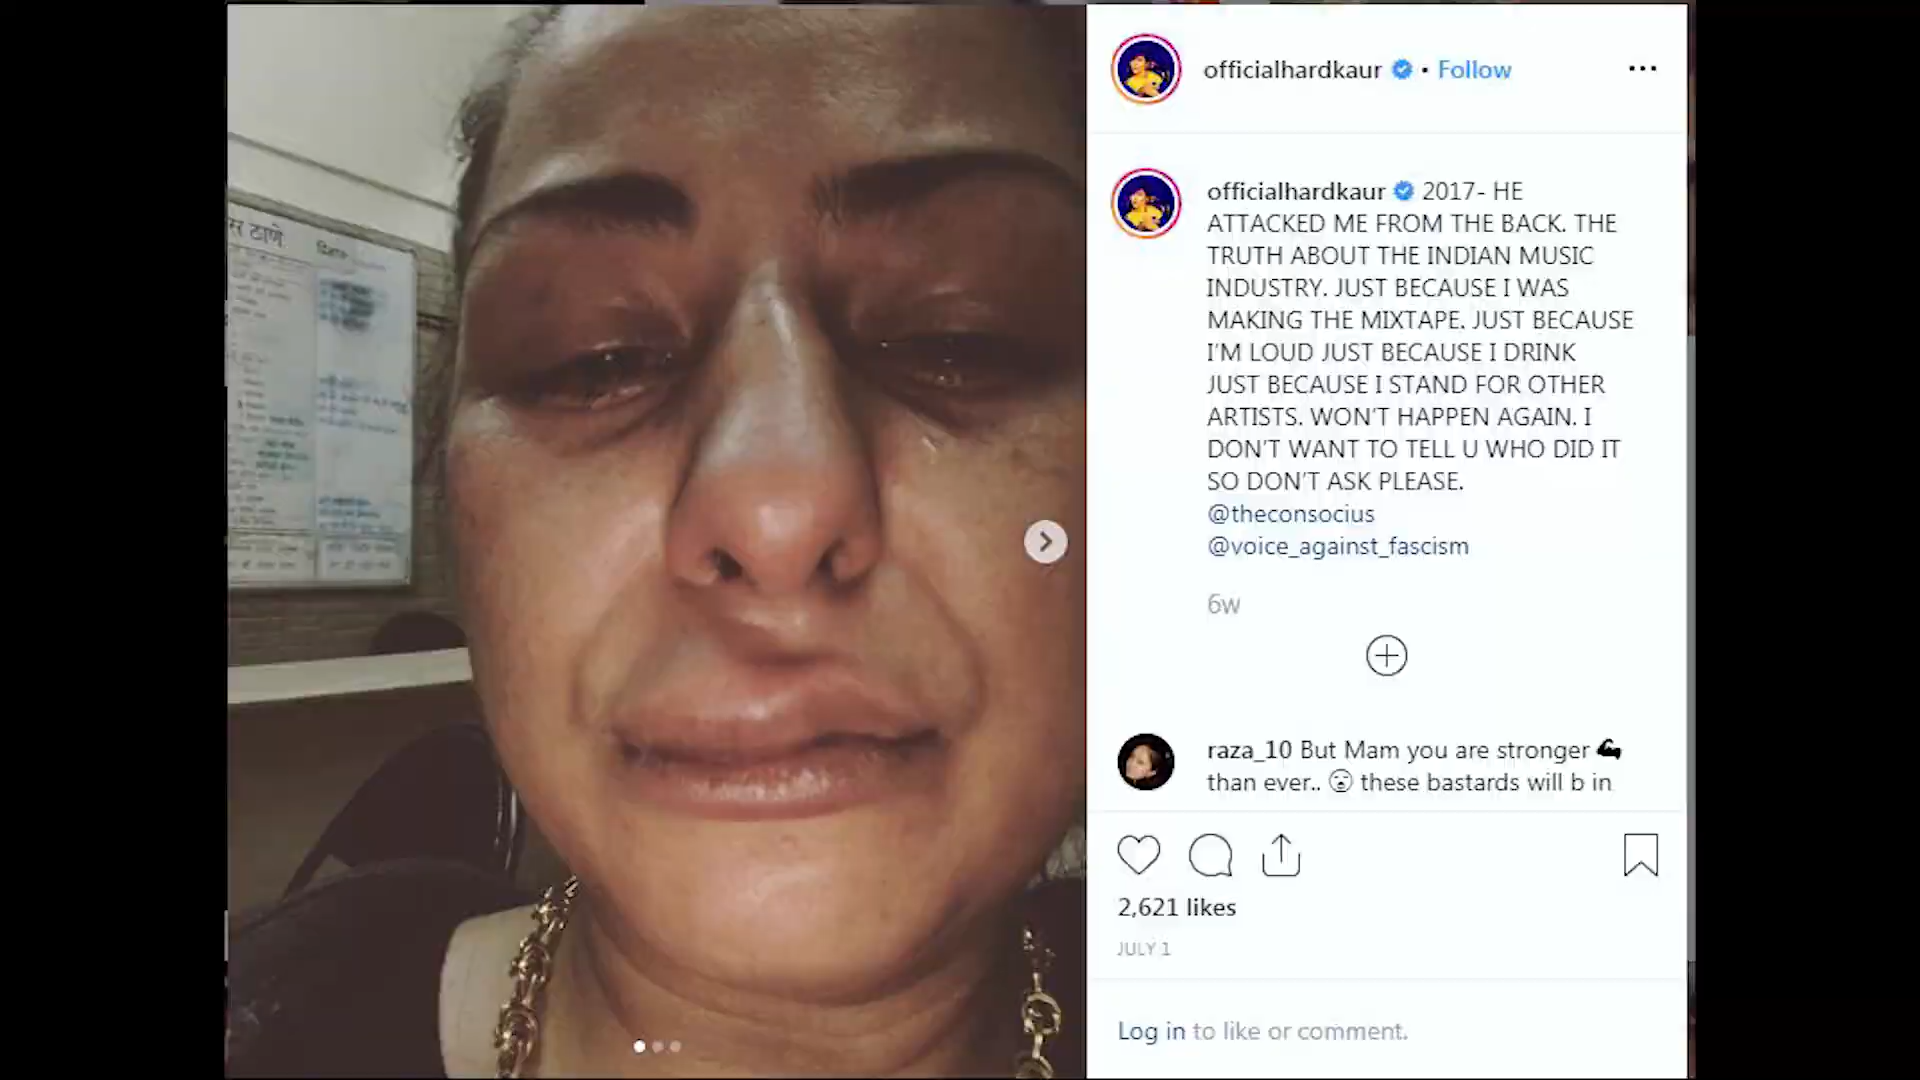 officialhardkaur • Follow
officialhardkaur 2017- HE
ATTACKED ME FROM THE BACK. THE
TRUTH ABOUT THE INDIAN MUSIC
INDUSTRY. JUST BECAUSE I WAS
MAKING THE MIXTAPE. JUST BECAUSE
I'M LOUD JUST BECAUSE I DRINK
JUST BECAUSE I STAND FOR OTHER
ARTISTS. WON'T HAPPEN AGAIN. I
DON'T WANT TO TELL U WHO DID IT
SO DON'T ASK PLEASE.
@theconsocius
@voice_against_fascism
6w
raza_10 But Mam you are stronger 💪
than ever.. 😮 these bastards will b in
2,621 likes
JULY 1
Log in to like or comment.
ठाणे